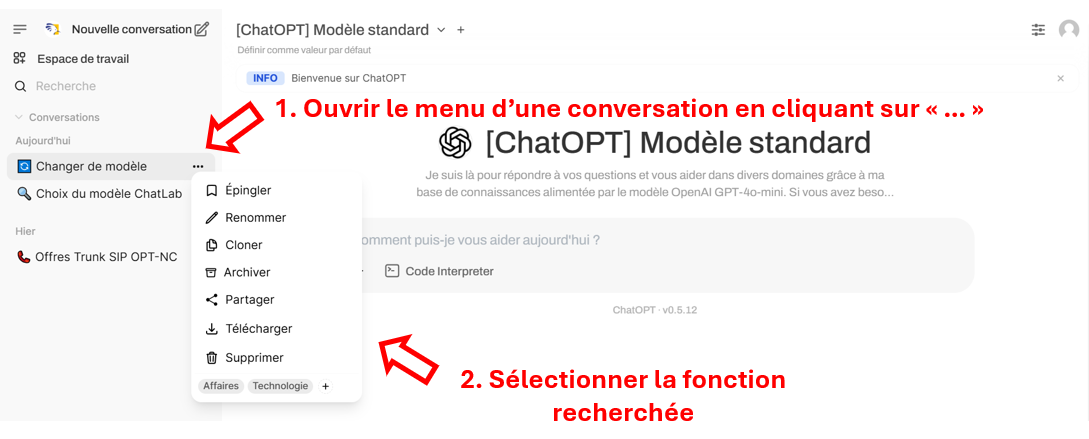 Nouvelle conversation
Espace de travail
Recherche
Conversations
Aujourd'hui
Changer de modèle ...
Choix du modèle ChatLab
Hier
Offres Trunk SIP OPT-NC
Épingler
Renommer
Cloner
Archiver
Partager
Télécharger
Supprimer
Affaires Technologie +
[ChatOPT] Modèle standard +
Définir comme valeur par défaut
INFO Bienvenue sur ChatOPT ×
1. Ouvrir le menu d'une conversation en cliquant sur « ... »
[ChatOPT] Modèle standard
Je suis là pour répondre à vos questions et vous aider dans divers domaines grâce à ma
base de connaissances alimentée par le modèle OpenAI GPT-4o-mini. Si vous avez beso...
omment puis-je vous aider aujourd'hui ?
Code Interpreter
ChatOPT · v0.5.12
2. Sélectionner la fonction
recherchée